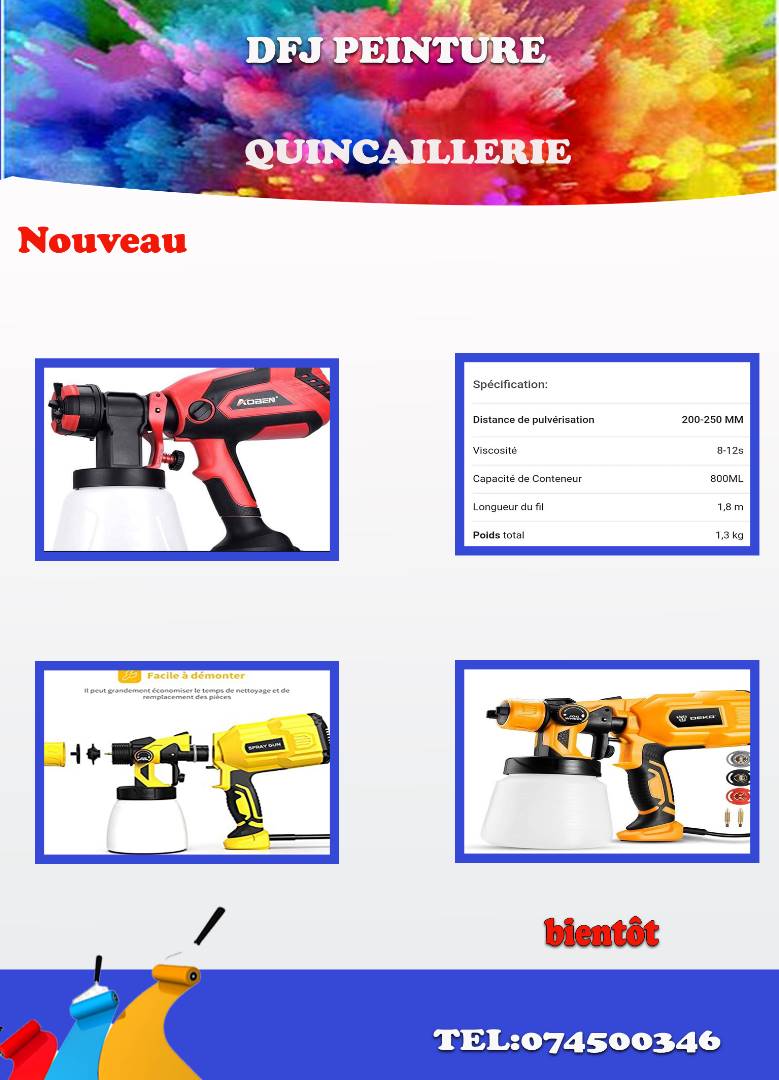 DFJ PEINTURE
QUINCAILLERIE
Nouveau
AOBEN
Spécification:
Distance de pulvérisation 200-250 MM
Viscosité 8-12s
Capacité de Conteneur 800ML
Longueur du fil 1,8 m
Poids total 1,3 kg
Facile à démonter
Il peut grandement économiser le temps de nettoyage et de
remplacement des pièces
SPRAY GUN
DEKO
bientôt
TEL:074500346